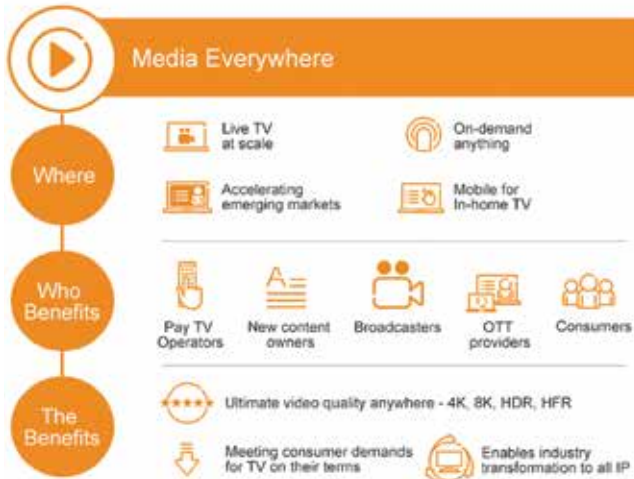 Media Everywhere
Where
Live TV
at scale
On-demand
anything
Accelerating
emerging markets
Mobile for
In-home TV
Who
Benefits
Pay TV
Operators
New content
owners
Broadcasters
OTT
providers
Consumers
The
Benefits
Ultimate video quality anywhere - 4K, 8K, HDR, HFR
Meeting consumer demands
for TV on their terms
Enables industry
transformation to all IP